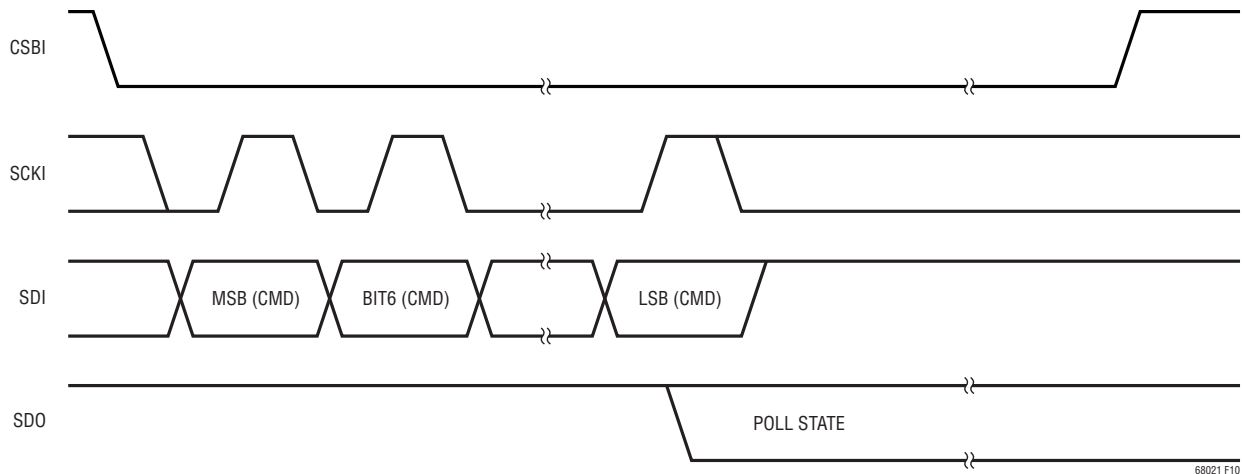 CSBI
SCKI
SDI
MSB (CMD)
BIT6 (CMD)
LSB (CMD)
SDO
POLL STATE
68021 F10